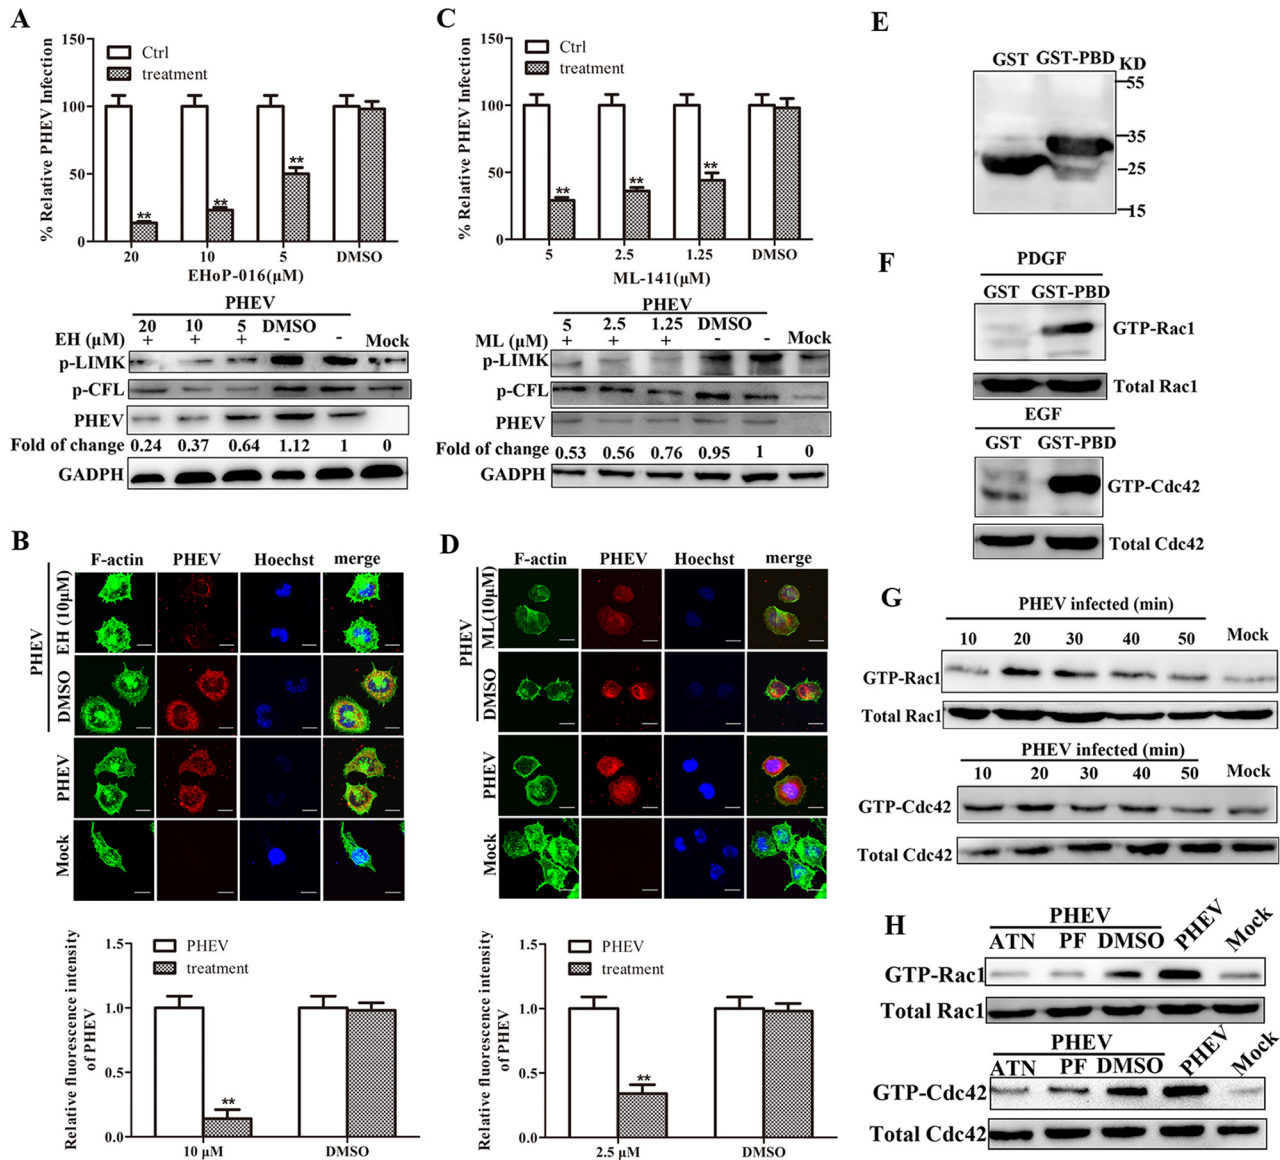 A
150
100
50
0
% Relative PHEV Infection
Ctrl
treatment
**
**
**
20 10 5 DMSO
EHoP-016(μM)
PHEV
20 10 5 DMSO
EH (μM) + + + - - Mock
p-LIMK
p-CFL
PHEV
Fold of change 0.24 0.37 0.64 1.12 1 0
GADPH
C
150
100
50
0
% Relative PHEV Infection
Ctrl
treatment
**
**
**
5 2.5 1.25 DMSO
ML-141(μM)
PHEV
5 2.5 1.25 DMSO
ML (μM) + + + - - Mock
p-LIMK
p-CFL
PHEV
Fold of change 0.53 0.56 0.76 0.95 1 0
GADPH
E
GST GST-PBD KD
55
35
25
15
F
PDGF
GST GST-PBD
GTP-Rac1
Total Rac1
EGF
GST GST-PBD
GTP-Cdc42
Total Cdc42
B
F-actin PHEV Hoechst merge
PHEV
EH (10μM)
DMSO
PHEV
Mock
1.5
1.0
0.5
0.0
Relative fluorescence intensity
of PHEV
PHEV
treatment
**
10 μM DMSO
D
F-actin PHEV Hoechst merge
PHEV
ML(10μM)
DMSO
PHEV
Mock
1.5
1.0
0.5
0.0
Relative fluorescence intensity
of PHEV
PHEV
treatment
**
2.5 μM DMSO
G
PHEV infected (min)
10 20 30 40 50 Mock
GTP-Rac1
Total Rac1
PHEV infected (min)
10 20 30 40 50 Mock
GTP-Cdc42
Total Cdc42
H
PHEV
ATN PF DMSO PHEV Mock
GTP-Rac1
Total Rac1
PHEV
ATN PF DMSO PHEV Mock
GTP-Cdc42
Total Cdc42